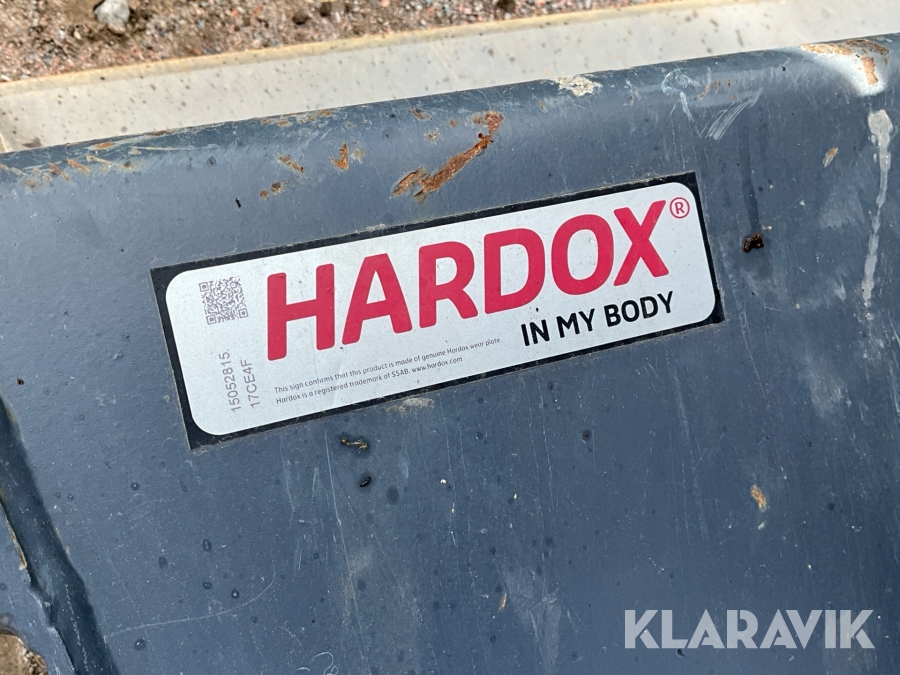 HARDOX®
IN MY BODY
15052815.
17CE4F
This sign confirms that this product is made of genuine Hardox wear plate.
Hardox is a registered trademark of SSAB. www.hardox.com
KLARAVIK